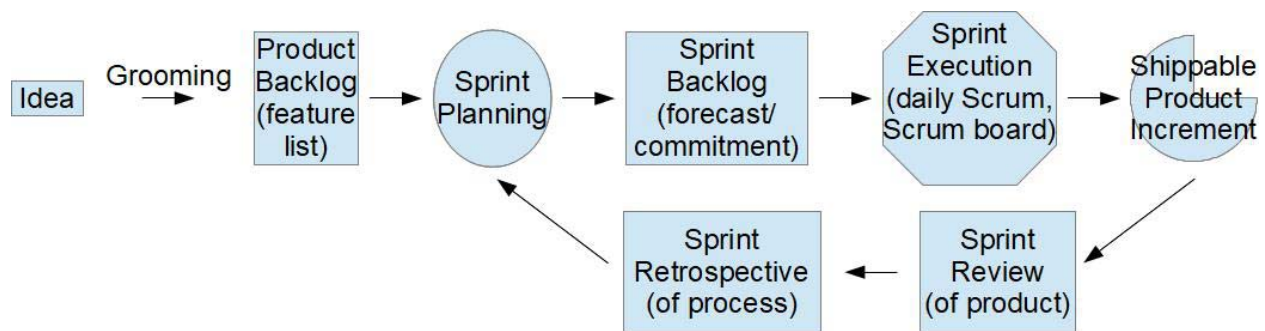 Idea
Grooming
Product
Backlog
(feature
list)
Sprint
Planning
Sprint
Backlog
(forecast/
commitment)
Sprint
Execution
(daily Scrum,
Scrum board)
Shippable
Product
Increment
Sprint
Retrospective
(of process)
Sprint
Review
(of product)